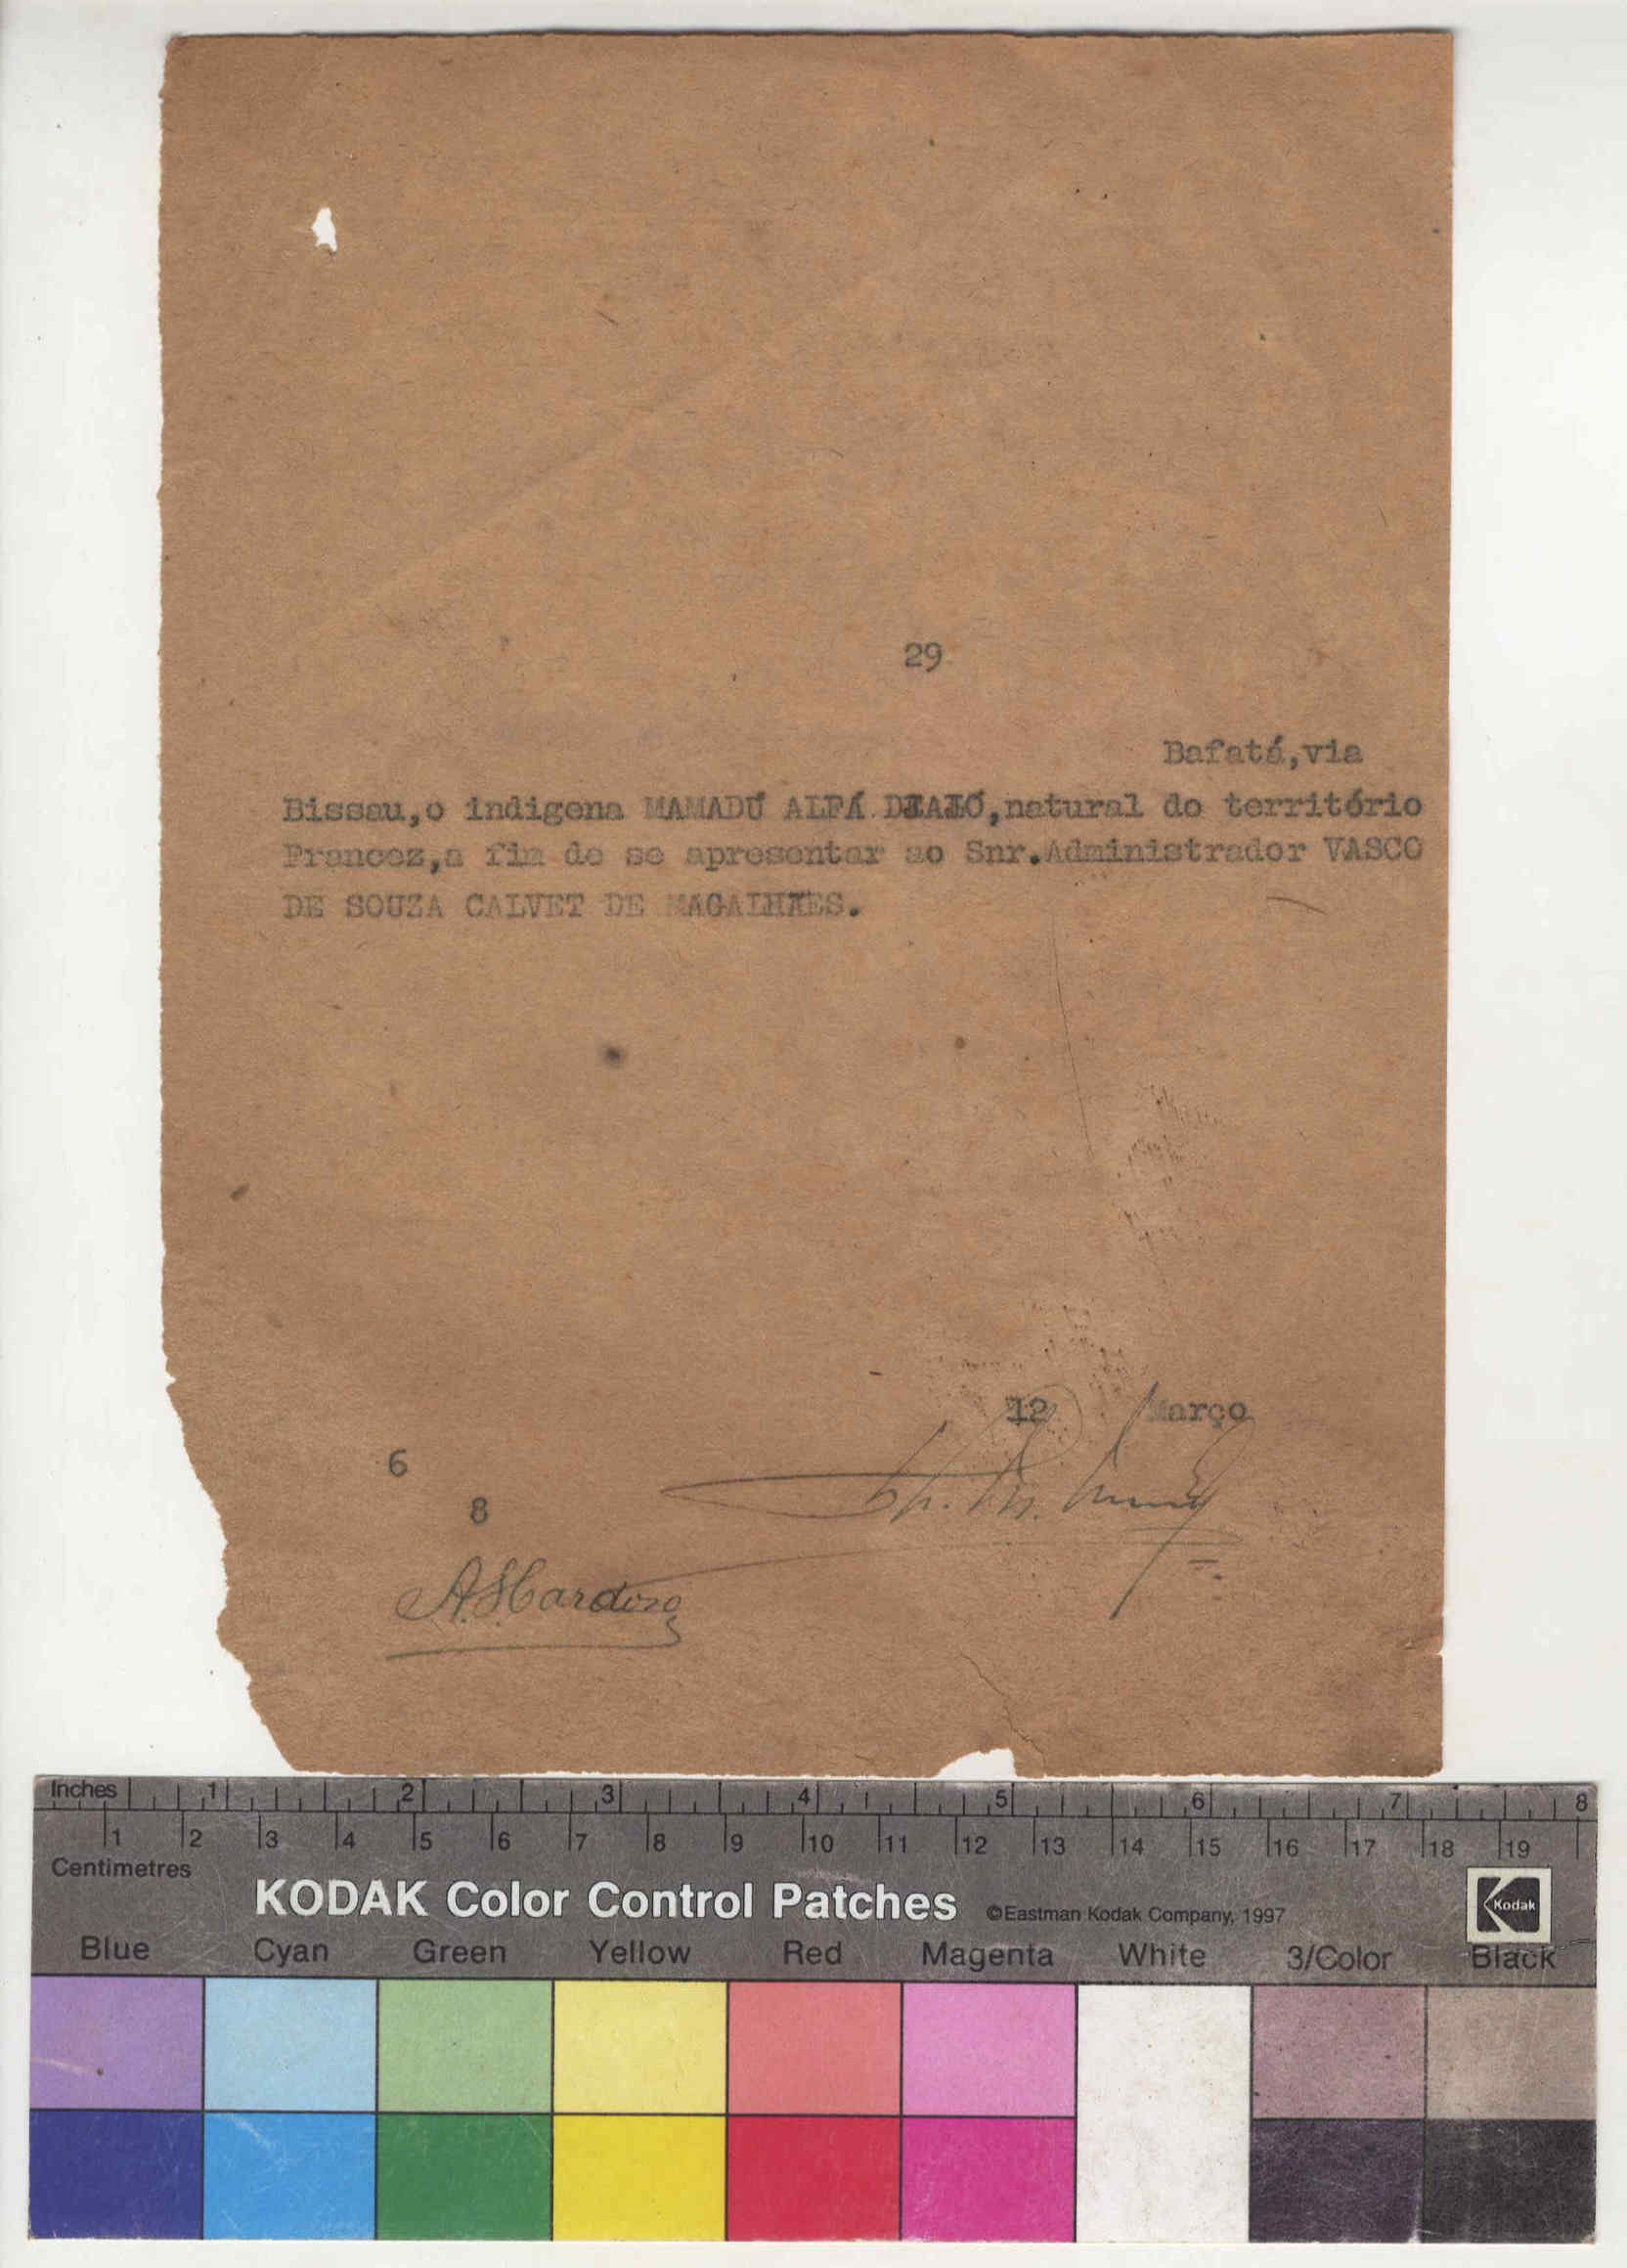 29
Bafatá,via
Bissau,o indigena MAMADÚ ALFÁ DJALÓ,natural do território
Francez,a fim de se apresentar ao Snr.Administrador VASCO
DE SOUZA CALVET DE MAGALHÃES.
12 Março
6
8
A. Cardozo
Inches 1 2 3 4 5 6 7 8
1 2 3 4 5 6 7 8 9 10 11 12 13 14 15 16 17 18 19
Centimetres
KODAK Color Control Patches ©Eastman Kodak Company, 1997 Kodak
Blue Cyan Green Yellow Red Magenta White 3/Color Black